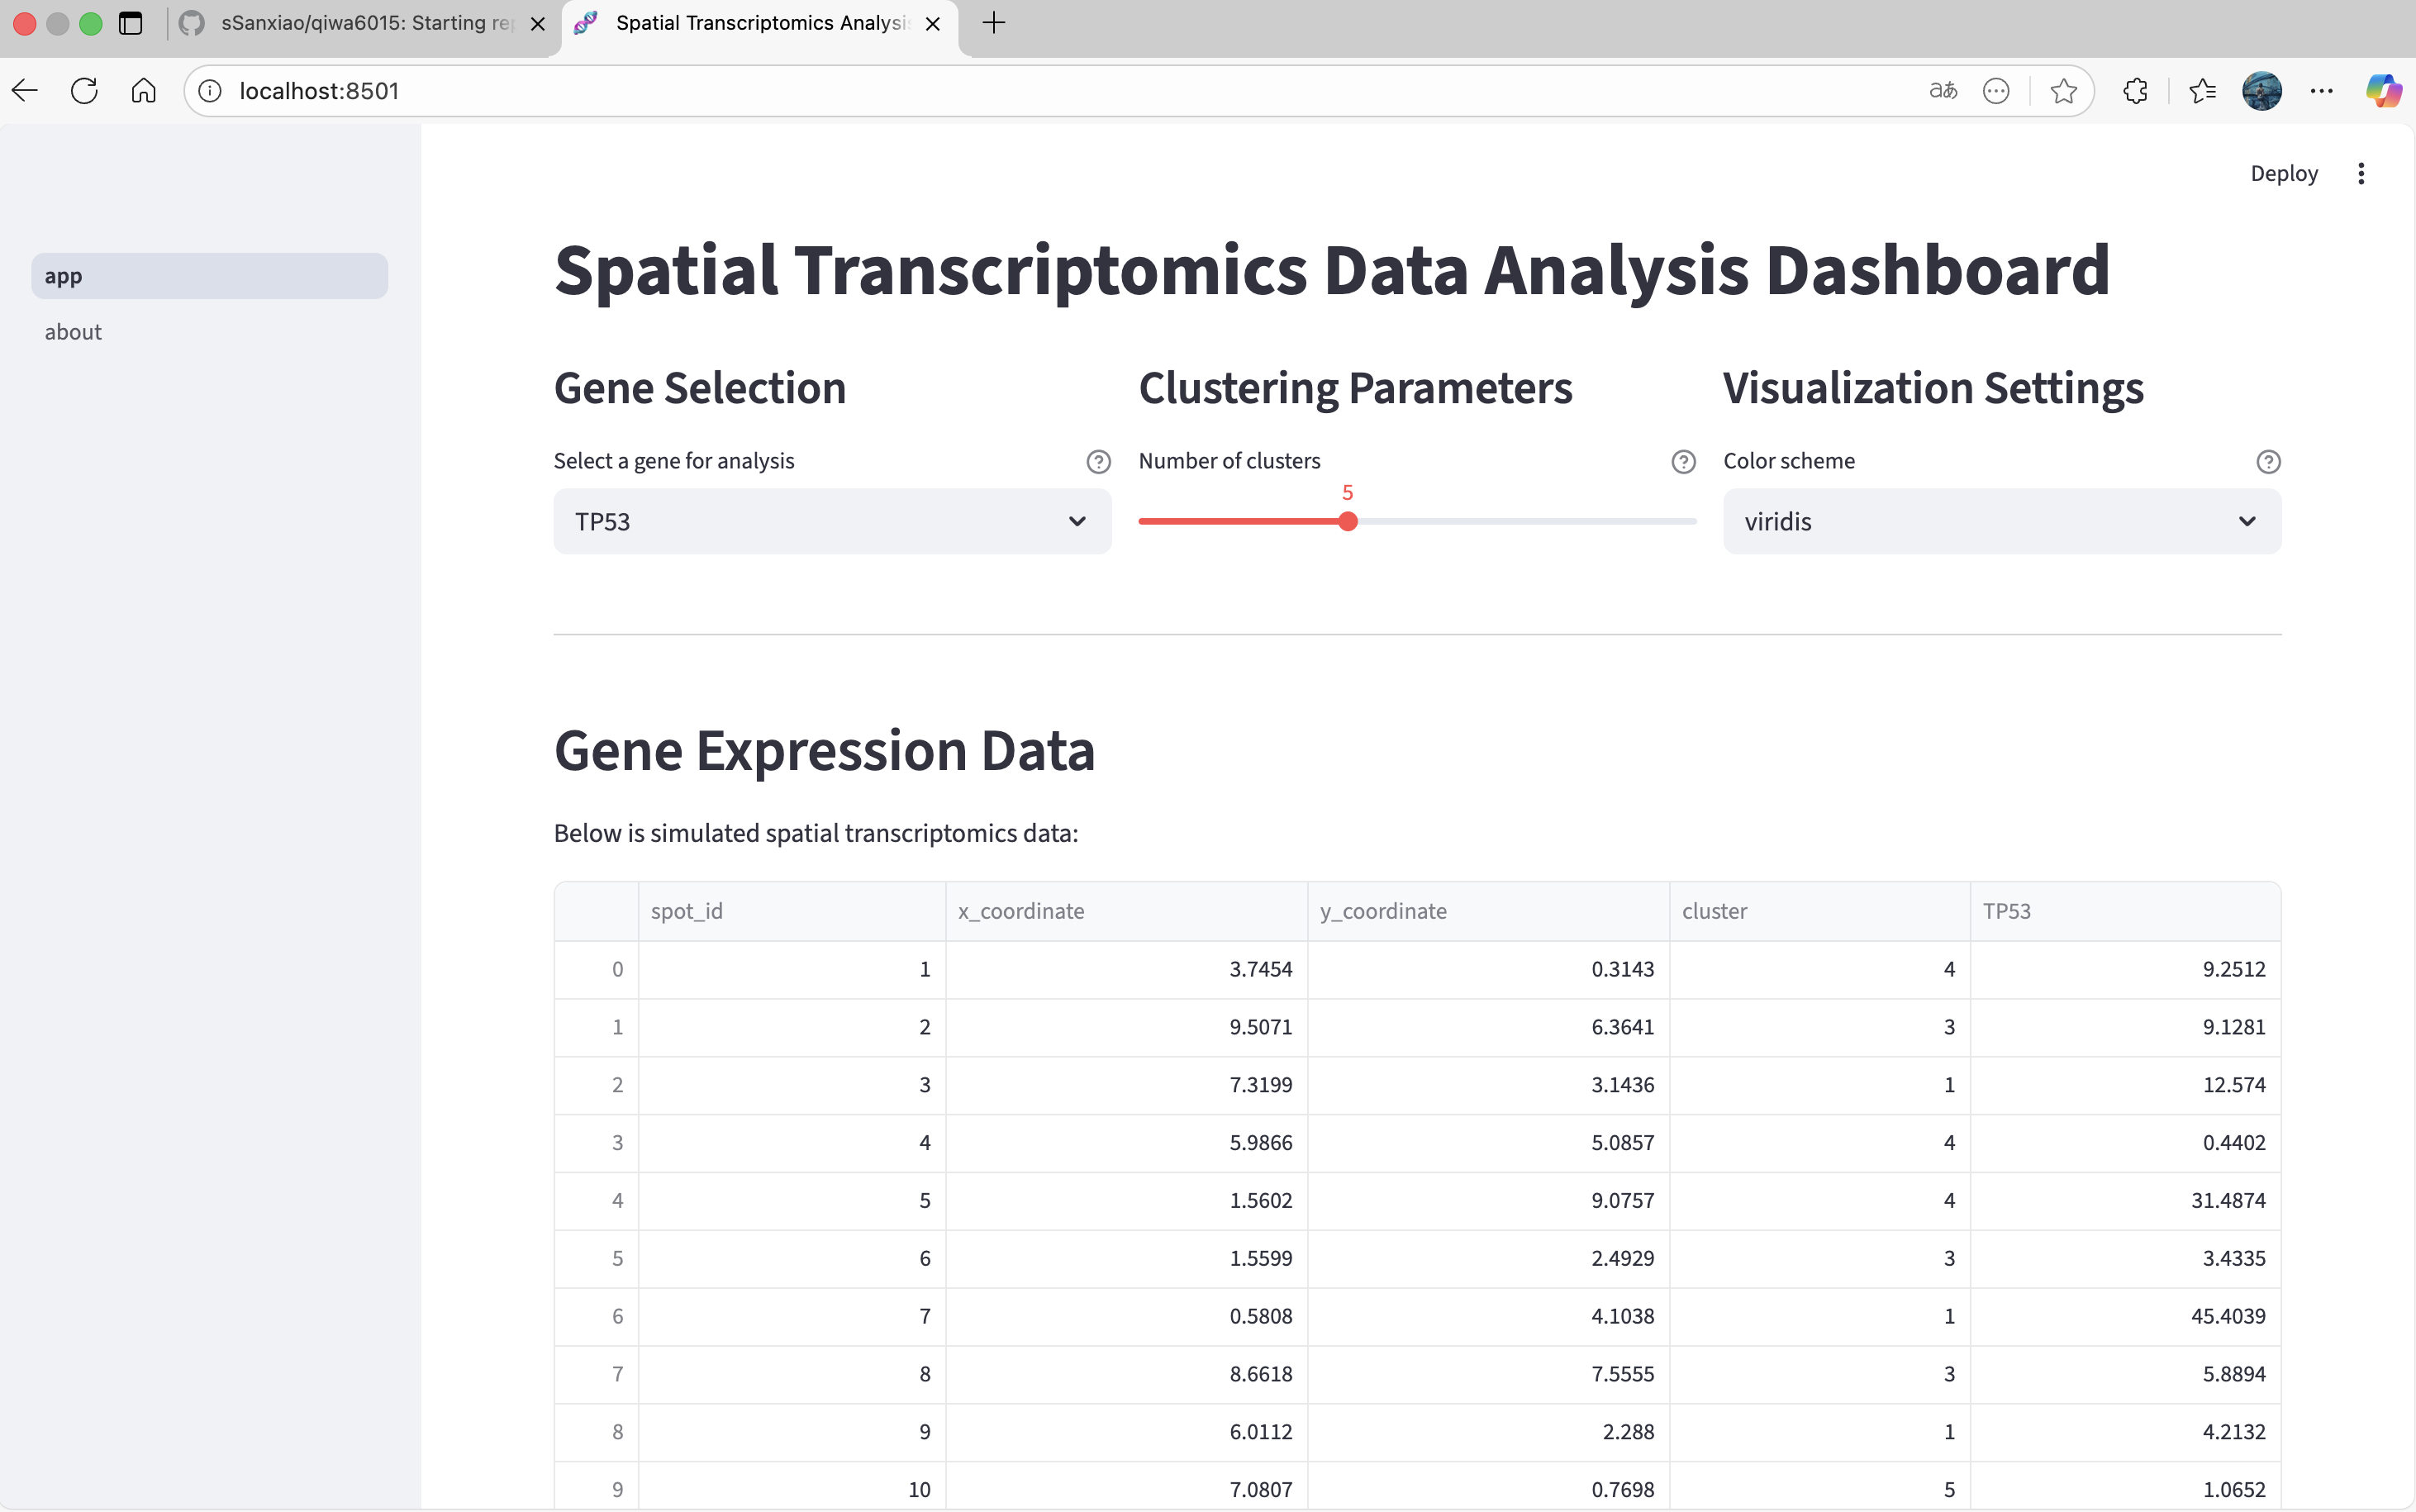 sSanxiao/qiwa6015: Starting rep
Spatial Transcriptomics Analysis
localhost:8501
aあ
Deploy
app
about
Spatial Transcriptomics Data Analysis Dashboard
Gene Selection Clustering Parameters Visualization Settings
Select a gene for analysis Number of clusters Color scheme
5
TP53 viridis
Gene Expression Data
Below is simulated spatial transcriptomics data:
spot_id x_coordinate y_coordinate cluster TP53
0 1 3.7454 0.3143 4 9.2512
1 2 9.5071 6.3641 3 9.1281
2 3 7.3199 3.1436 1 12.574
3 4 5.9866 5.0857 4 0.4402
4 5 1.5602 9.0757 4 31.4874
5 6 1.5599 2.4929 3 3.4335
6 7 0.5808 4.1038 1 45.4039
7 8 8.6618 7.5555 3 5.8894
8 9 6.0112 2.288 1 4.2132
9 10 7.0807 0.7698 5 1.0652